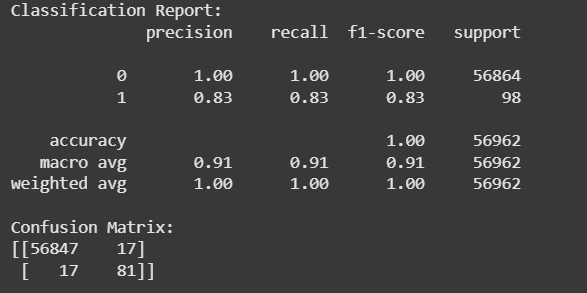 Classification Report:
precision recall f1-score support
0 1.00 1.00 1.00 56864
1 0.83 0.83 0.83 98
accuracy 1.00 56962
macro avg 0.91 0.91 0.91 56962
weighted avg 1.00 1.00 1.00 56962
Confusion Matrix:
[[56847 17]
[ 17 81]]